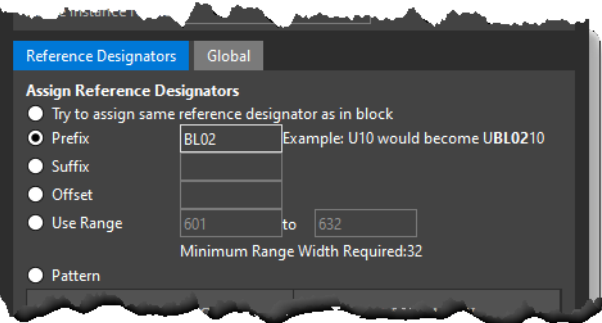 Reference Designators Global
Assign Reference Designators
Try to assign same reference designator as in block
Prefix BL02 Example: U10 would become UBL0210
Suffix
Offset
Use Range 601 to 632
Minimum Range Width Required:32
Pattern